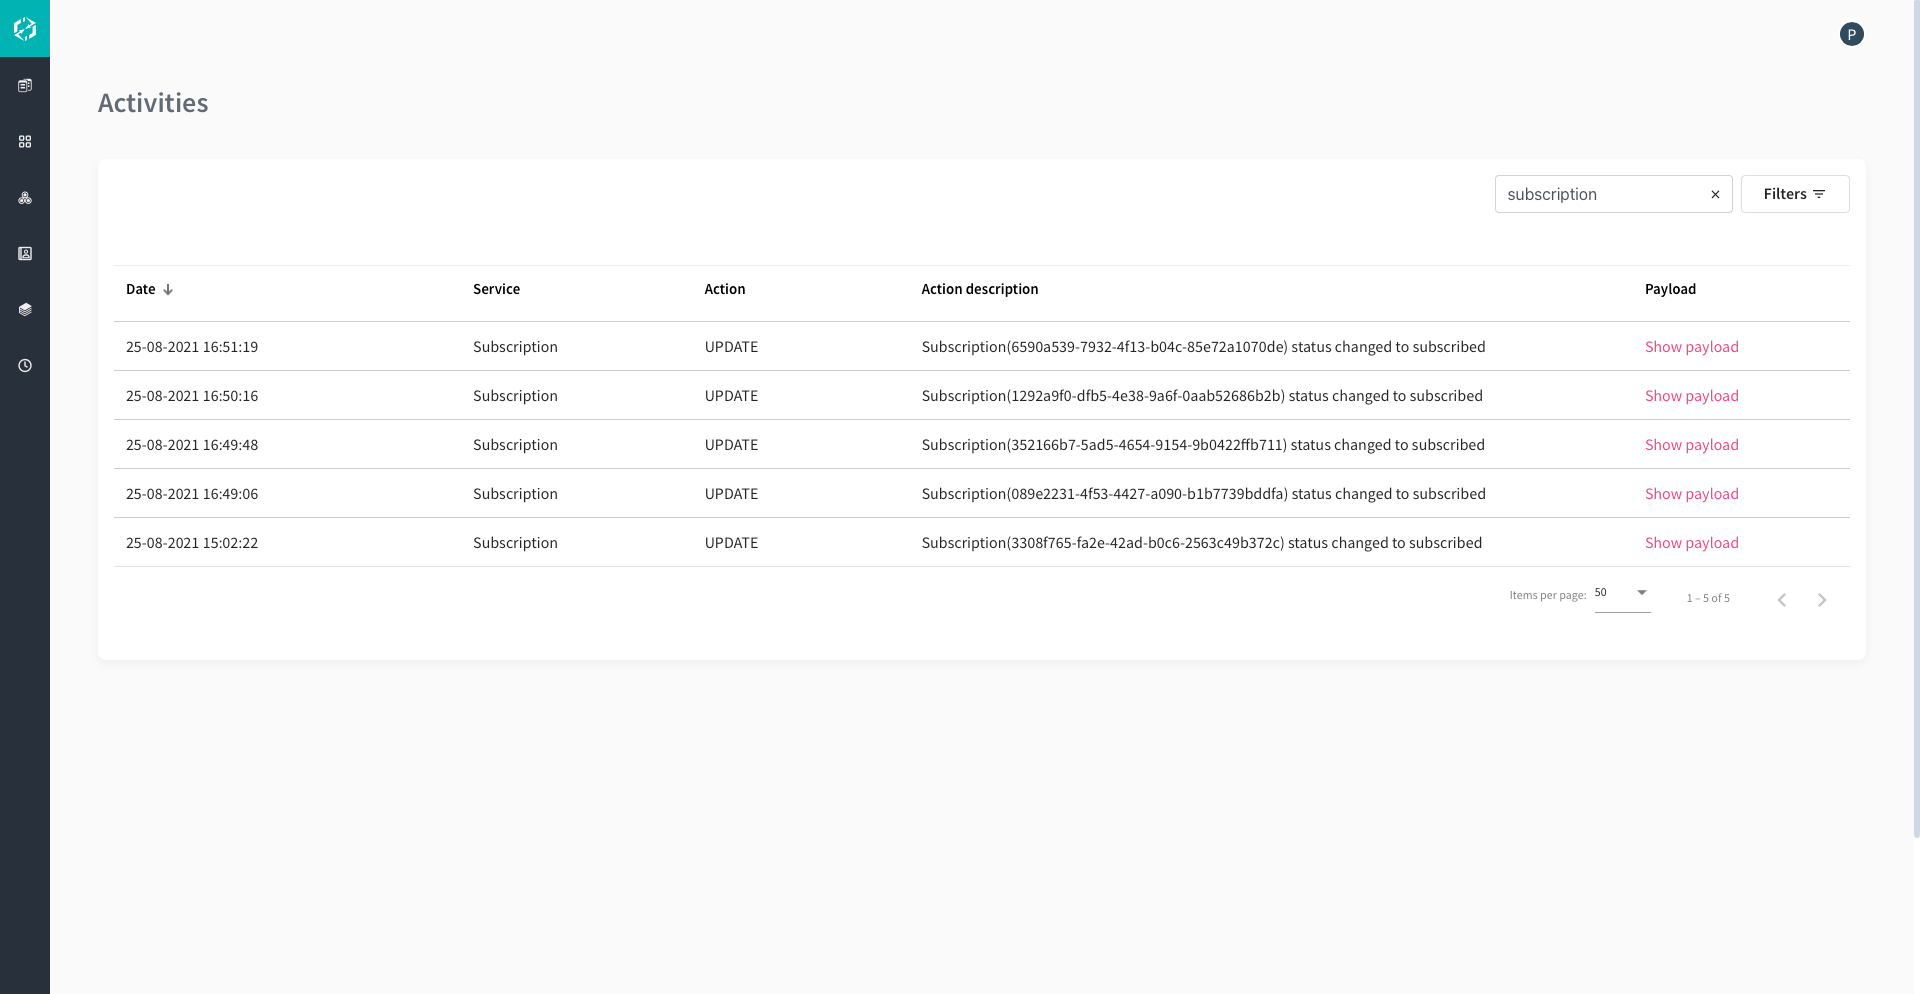 P
Activities
subscription × Filters
Date Service Action Action description Payload
25-08-2021 16:51:19 Subscription UPDATE Subscription(6590a539-7932-4f13-b04c-85e72a1070de) status changed to subscribed Show payload
25-08-2021 16:50:16 Subscription UPDATE Subscription(1292a9f0-dfb5-4e38-9a6f-0aab52686b2b) status changed to subscribed Show payload
25-08-2021 16:49:48 Subscription UPDATE Subscription(352166b7-5ad5-4654-9154-9b0422ffb711) status changed to subscribed Show payload
25-08-2021 16:49:06 Subscription UPDATE Subscription(089e2231-4f53-4427-a090-b1b7739bddfa) status changed to subscribed Show payload
25-08-2021 15:02:22 Subscription UPDATE Subscription(3308f765-fa2e-42ad-b0c6-2563c49b372c) status changed to subscribed Show payload
Items per page: 50 1 – 5 of 5